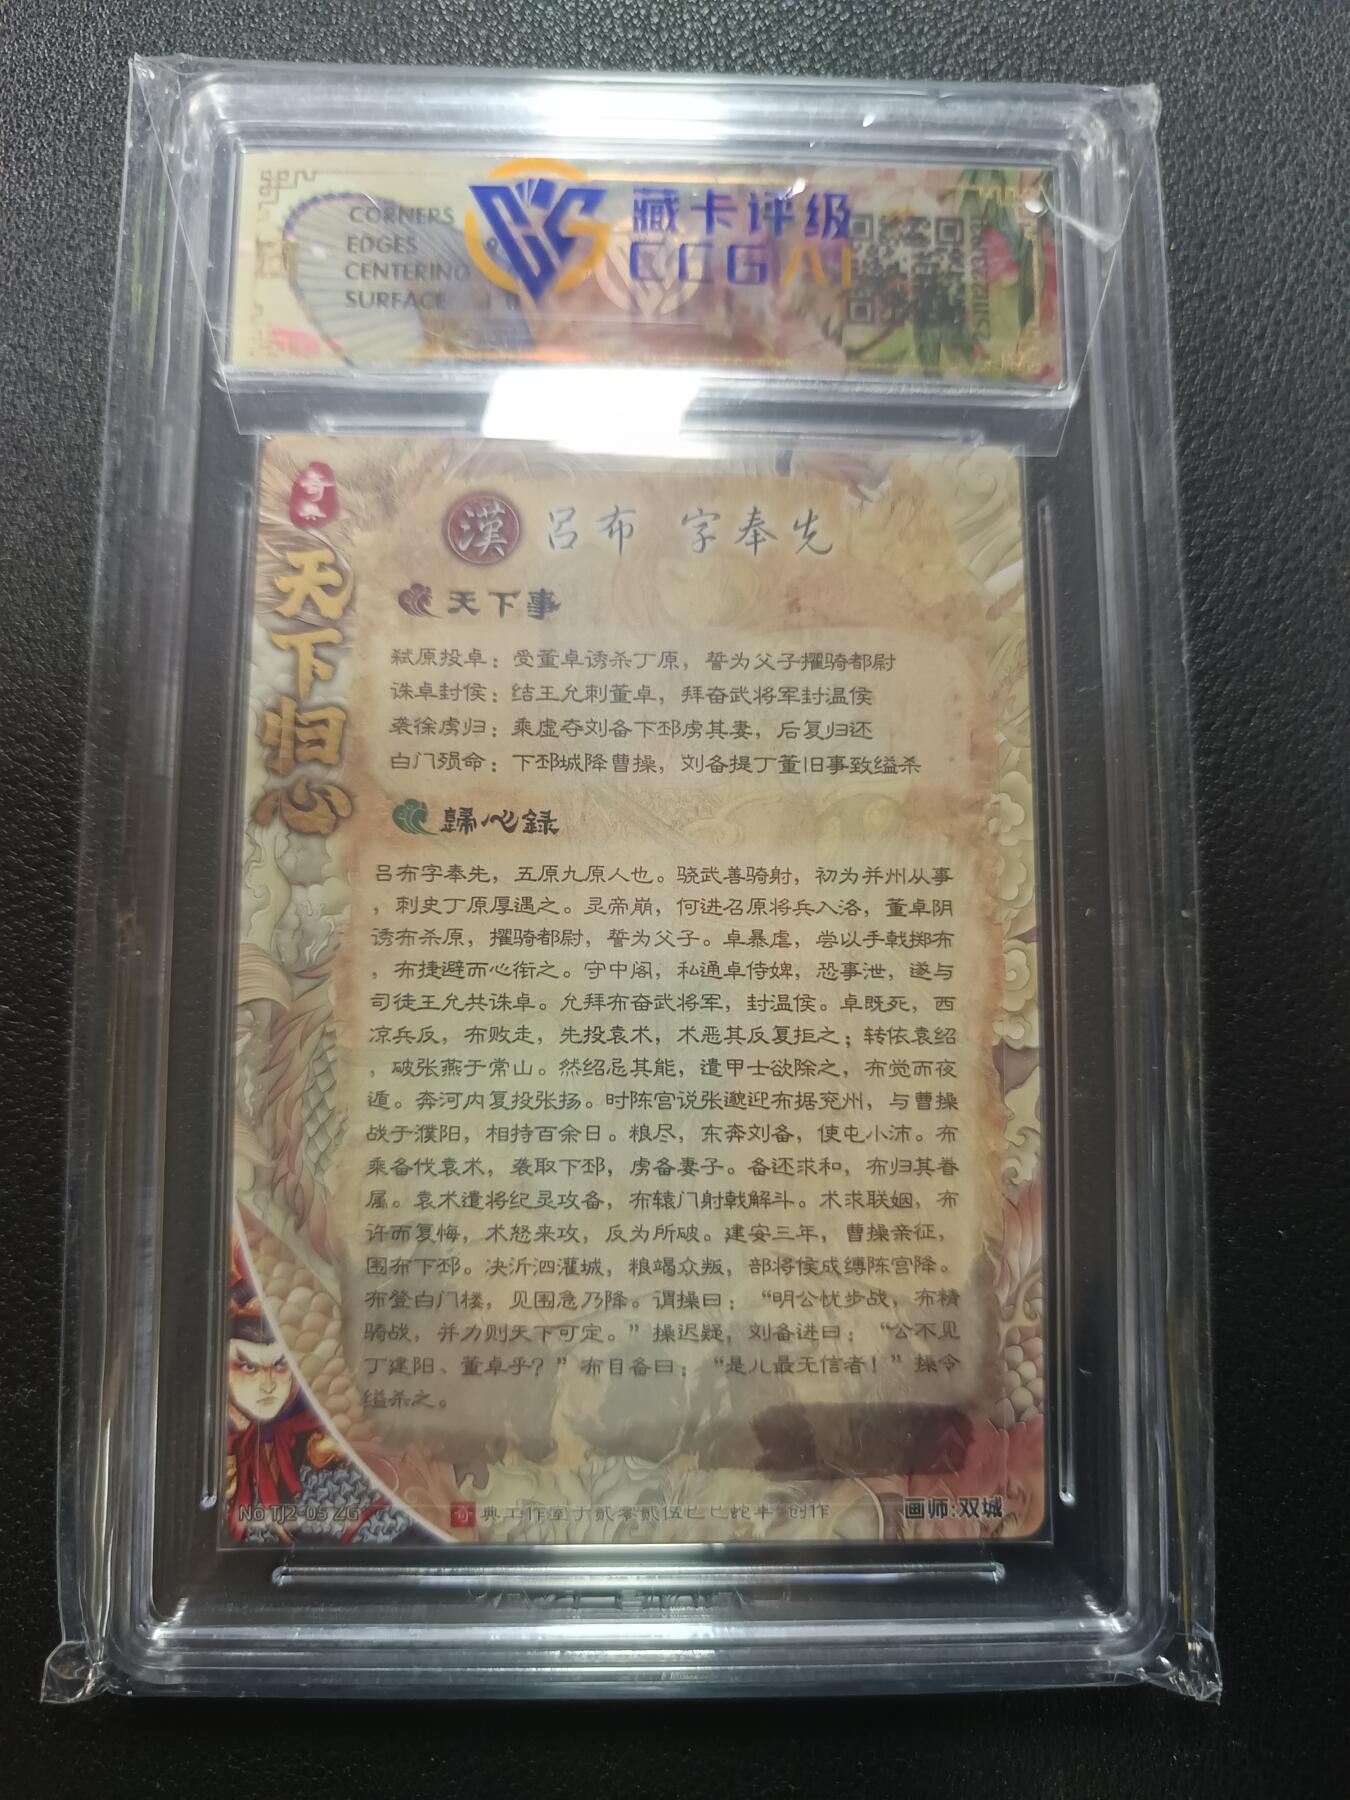 CORNERS
EDGES
CENTERING
SURFACE
藏卡评级
CCGAI
奇典
天下归心
漢 吕布 字奉先
天下事
弑原投卓：受董卓诱杀丁原，誓为父子擢骑都尉
诛卓封侯：结王允刺董卓，拜奋武将军封温侯
袭徐虏归：乘虚夺刘备下邳虏其妻，后复归还
白门殒命：下邳城降曹操，刘备提丁董旧事致缢杀
歸心録
吕布字奉先，五原九原人也。骁武善骑射，初为并州从事
，刺史丁原厚遇之。灵帝崩，何进召原将兵入洛，董卓阴
诱布杀原，擢骑都尉，誓为父子。卓暴虐，尝以手戟掷布
，布捷避而心衔之。守中阁，私通卓侍婢，恐事泄，遂与
司徒王允共诛卓。允拜布奋武将军，封温侯。卓既死，西
凉兵反，布败走，先投袁术，术恶其反复拒之；转依袁绍
，破张燕于常山。然绍忌其能，遣甲士欲除之，布觉而夜
遁。奔河内复投张扬。时陈宫说张邈迎布据兖州，与曹操
战于濮阳，相持百余日。粮尽，东奔刘备，使屯小沛。布
乘备伐袁术，袭取下邳，虏备妻子。备还求和，布归其眷
属。袁术遣将纪灵攻备，布辕门射戟解斗。术求联姻，布
许而复悔，术怒来攻，反为所破。建安三年，曹操亲征，
围布下邳。决沂泗灌城，粮竭众叛，部将侯成缚陈宫降。
布登白门楼，见围急乃降。谓操曰：“明公忧步战，布精
骑战，并力则天下可定。”操迟疑，刘备进曰：“公不见
丁建阳、董卓乎？”布目备曰：“是儿最无信者！”操令
缢杀之。
No TJ2-05 ZG
奇典工作室于贰零贰伍乙巳蛇年 创作
画师:双城